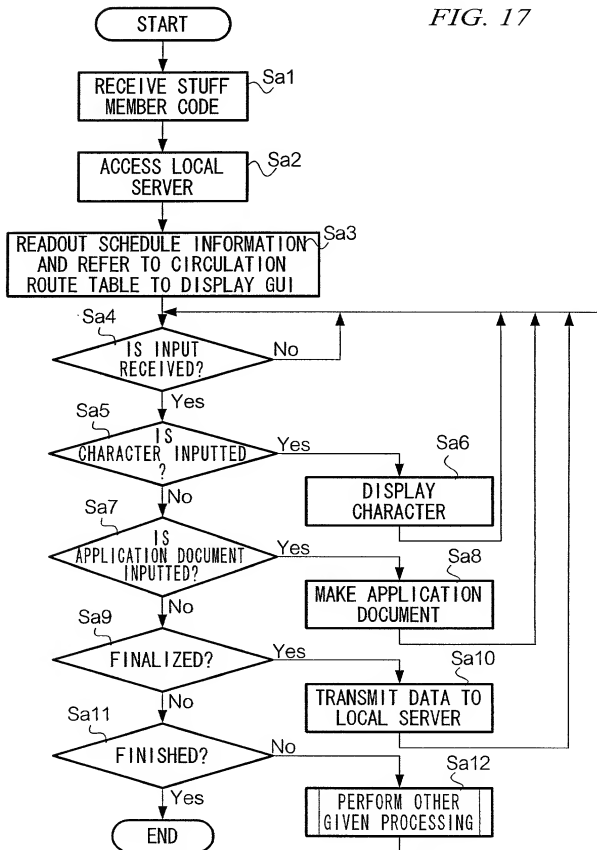 FIG. 17
START
Sa1
RECEIVE STUFF
MEMBER CODE
Sa2
ACCESS LOCAL
SERVER
Sa3
READOUT SCHEDULE INFORMATION
AND REFER TO CIRCULATION
ROUTE TABLE TO DISPLAY GUI
Sa4
IS INPUT
RECEIVED?
No
Yes
Sa5
IS
CHARACTER INPUTTED
?
Yes
No
Sa6
DISPLAY
CHARACTER
Sa7
IS
APPLICATION DOCUMENT
INPUTTED?
Yes
No
Sa8
MAKE APPLICATION
DOCUMENT
Sa9
FINALIZED?
Yes
No
Sa10
TRANSMIT DATA TO
LOCAL SERVER
Sa11
FINISHED?
No
Yes
Sa12
PERFORM OTHER
GIVEN PROCESSING
END